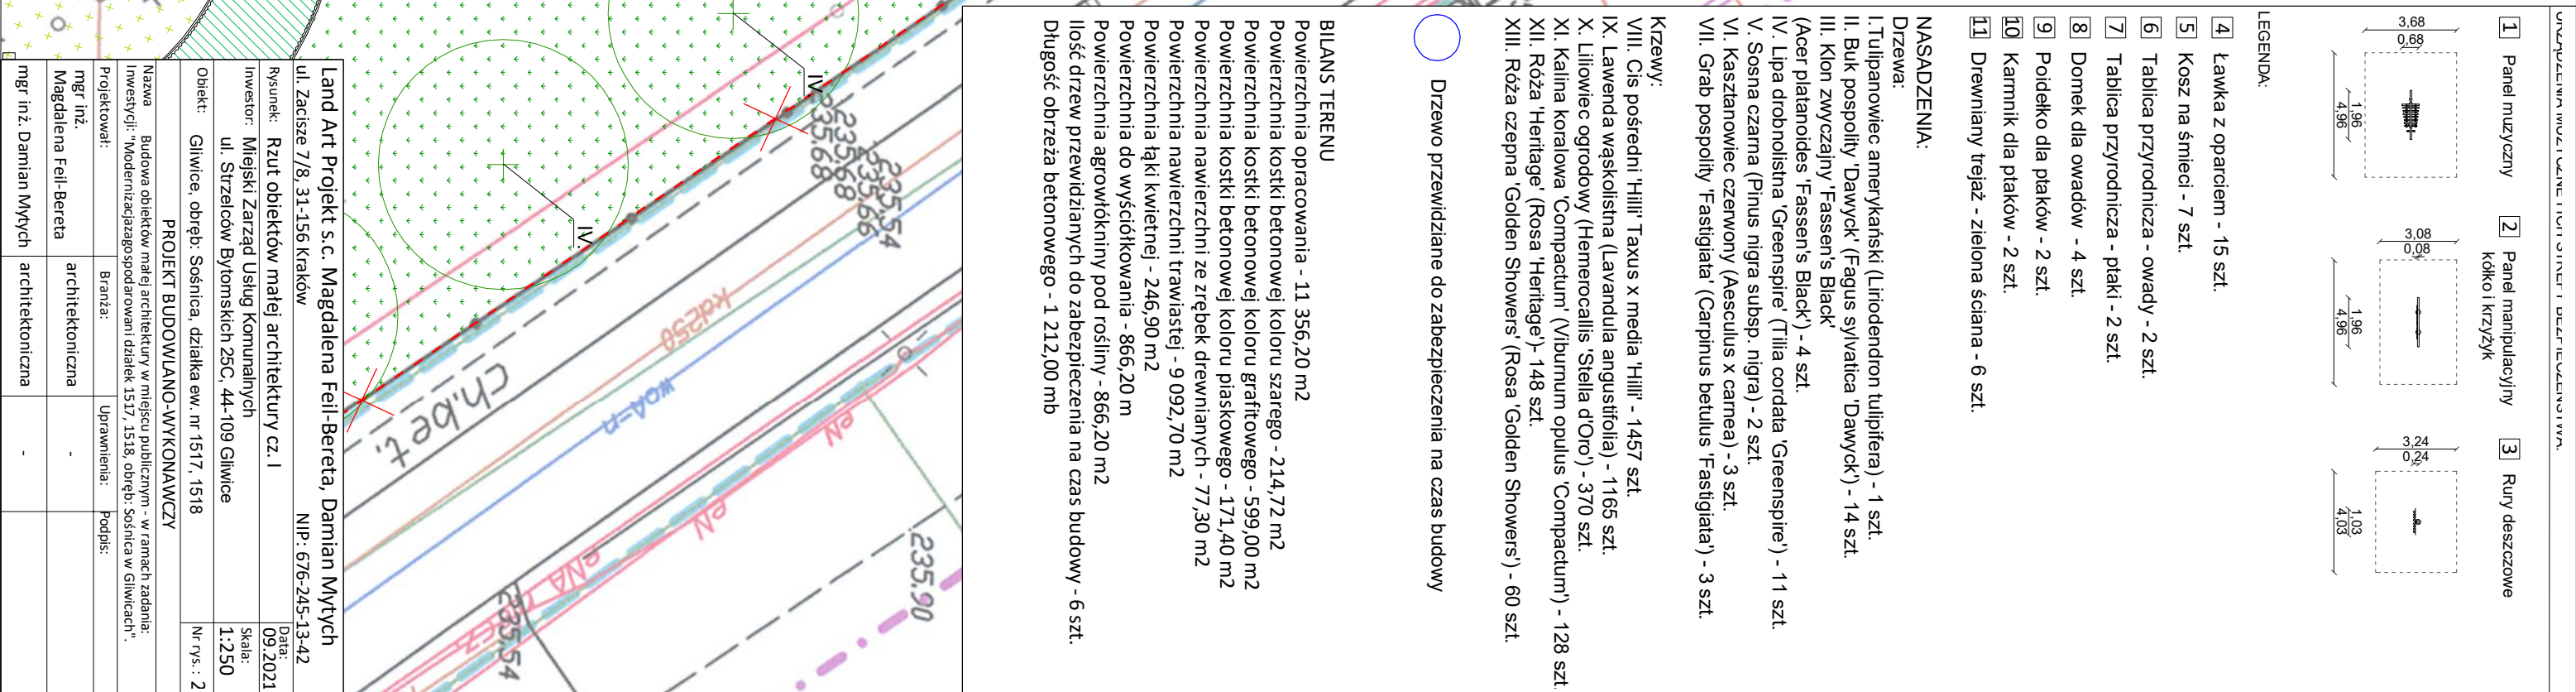 URZĄDZENIA MUZYCZNE I ICH STREFY BEZPIECZEŃSTWA:
1 Panel muzyczny
2 Panel manipulacyjny
kółko i krzyżyk
3 Rury deszczowe
3,68
0,68
1,96
4,96
3,08
0,08
1,96
4,96
3,24
0,24
1,03
4,03
LEGENDA:
4 Ławka z oparciem - 15 szt.
5 Kosz na śmieci - 7 szt.
6 Tablica przyrodnicza - owady - 2 szt.
7 Tablica przyrodnicza - ptaki - 2 szt.
8 Domek dla owadów - 4 szt.
9 Poidełko dla ptaków - 2 szt.
10 Karmnik dla ptaków - 2 szt.
11 Drewniany trejaż - zielona ściana - 6 szt.
NASADZENIA:
Drzewa:
I.Tulipanowiec amerykański (Liriodendron tulipifera) - 1 szt.
II. Buk pospolity 'Dawyck' (Fagus sylvatica 'Dawyck') - 14 szt.
III. Klon zwyczajny 'Fassen's Black'
(Acer platanoides 'Fassen's Black') - 4 szt.
IV. Lipa drobnolistna 'Greenspire' (Tilia cordata 'Greenspire') - 11 szt.
V. Sosna czarna (Pinus nigra subsp. nigra) - 2 szt.
VI. Kasztanowiec czerwony (Aesculus x carnea) - 3 szt.
VII. Grab pospolity 'Fastigiata' (Carpinus betulus 'Fastigiata') - 3 szt.
Krzewy:
VIII. Cis pośredni 'Hilli' Taxus x media 'Hilli' - 1457 szt.
IX. Lawenda wąskolistna (Lavandula angustifolia) - 1165 szt.
X. Liliowiec ogrodowy (Hemerocallis 'Stella d'Oro') - 370 szt.
XI. Kalina koralowa 'Compactum' (Viburnum opulus 'Compactum') - 128 szt.
XII. Róża 'Heritage' (Rosa 'Heritage')- 148 szt.
XIII. Róża czepna 'Golden Showers' (Rosa 'Golden Showers') - 60 szt.
Drzewo przewidziane do zabezpieczenia na czas budowy
BILANS TERENU
Powierzchnia opracowania - 11 356,20 m2
Powierzchnia kostki betonowej koloru szarego - 214,72 m2
Powierzchnia kostki betonowej koloru grafitowego - 599,00 m2
Powierzchnia kostki betonowej koloru piaskowego - 171,40 m2
Powierzchnia nawierzchni ze zrębek drewnianych - 77,30 m2
Powierzchnia nawierzchni trawiastej - 9 092,70 m2
Powierzchnia łąki kwietnej - 246,90 m2
Powierzchnia do wyściółkowania - 866,20 m
Powierzchnia agrowłókniny pod rośliny - 866,20 m2
Ilość drzew przewidzianych do zabezpieczenia na czas budowy - 6 szt.
Długość obrzeża betonowego - 1 212,00 mb
IV.
IV.
235.54
235.66
235.68
235.68
kd250
woA-n
ch.bet.
eN
eN
eNA
235.90
235.54
Land Art Projekt s.c. Magdalena Feil-Bereta, Damian Mytych
ul. Zacisze 7/8, 31-156 Kraków NIP: 676-245-13-42
Rysunek: Rzut obiektów małej architektury cz. I
Data:
09.2021
Inwestor: Miejski Zarząd Usług Komunalnych
ul. Strzelców Bytomskich 25C, 44-109 Gliwice
Skala:
1:250
Obiekt: Gliwice, obręb: Sośnica, działka ew. nr 1517, 1518
Nr rys. : 2
PROJEKT BUDOWLANO-WYKONAWCZY
Nazwa Budowa obiektów małej architektury w miejscu publicznym - w ramach zadania:
Inwestycji: "Modernizacjazagospodarowani działek 1517, 1518, obręb: Sośnica w Gliwicach".
Projektował: Branża: Uprawnienia: Podpis:
mgr inż.
Magdalena Feil-Bereta architektoniczna -
mgr inż. Damian Mytych architektoniczna -